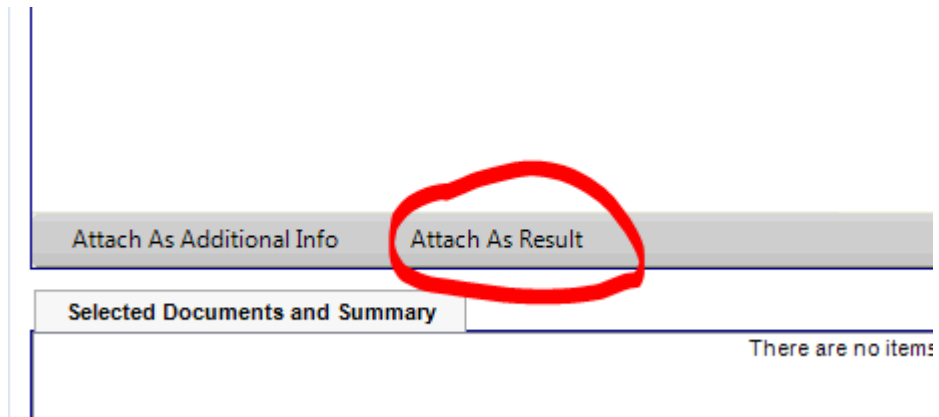 Attach As Additional Info Attach As Result
Selected Documents and Summary
There are no items